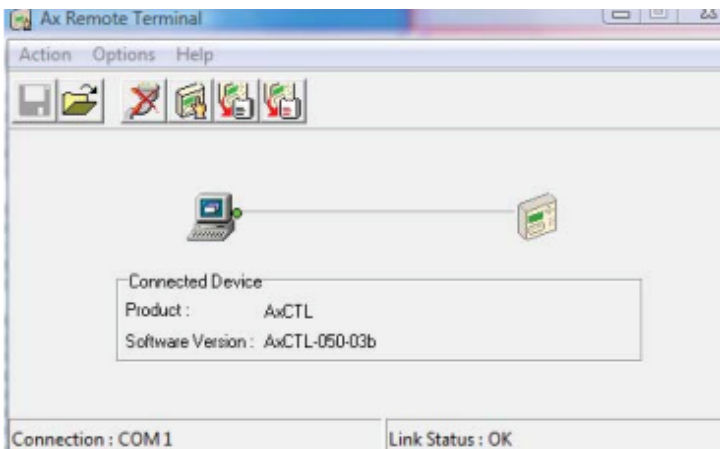 Ax Remote Terminal
Action Options Help
Connected Device
Product : AxCTL
Software Version : AxCTL-050-03b
Connection : COM1 Link Status : OK